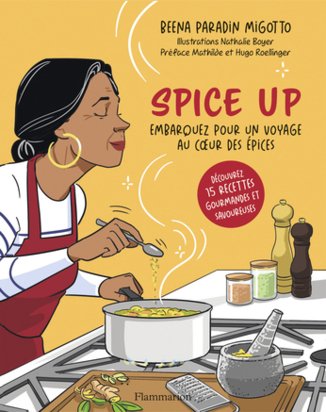 BEENA PARADIN MIGOTTO
Illustrations Nathalie Boyer
Préface Mathilde et Hugo Roellinger
SPICE UP
EMBARQUEZ POUR UN VOYAGE
AU CŒUR DES ÉPICES
DÉCOUVREZ
15 RECETTES
GOURMANDES ET
SAVOUREUSES
Flammarion